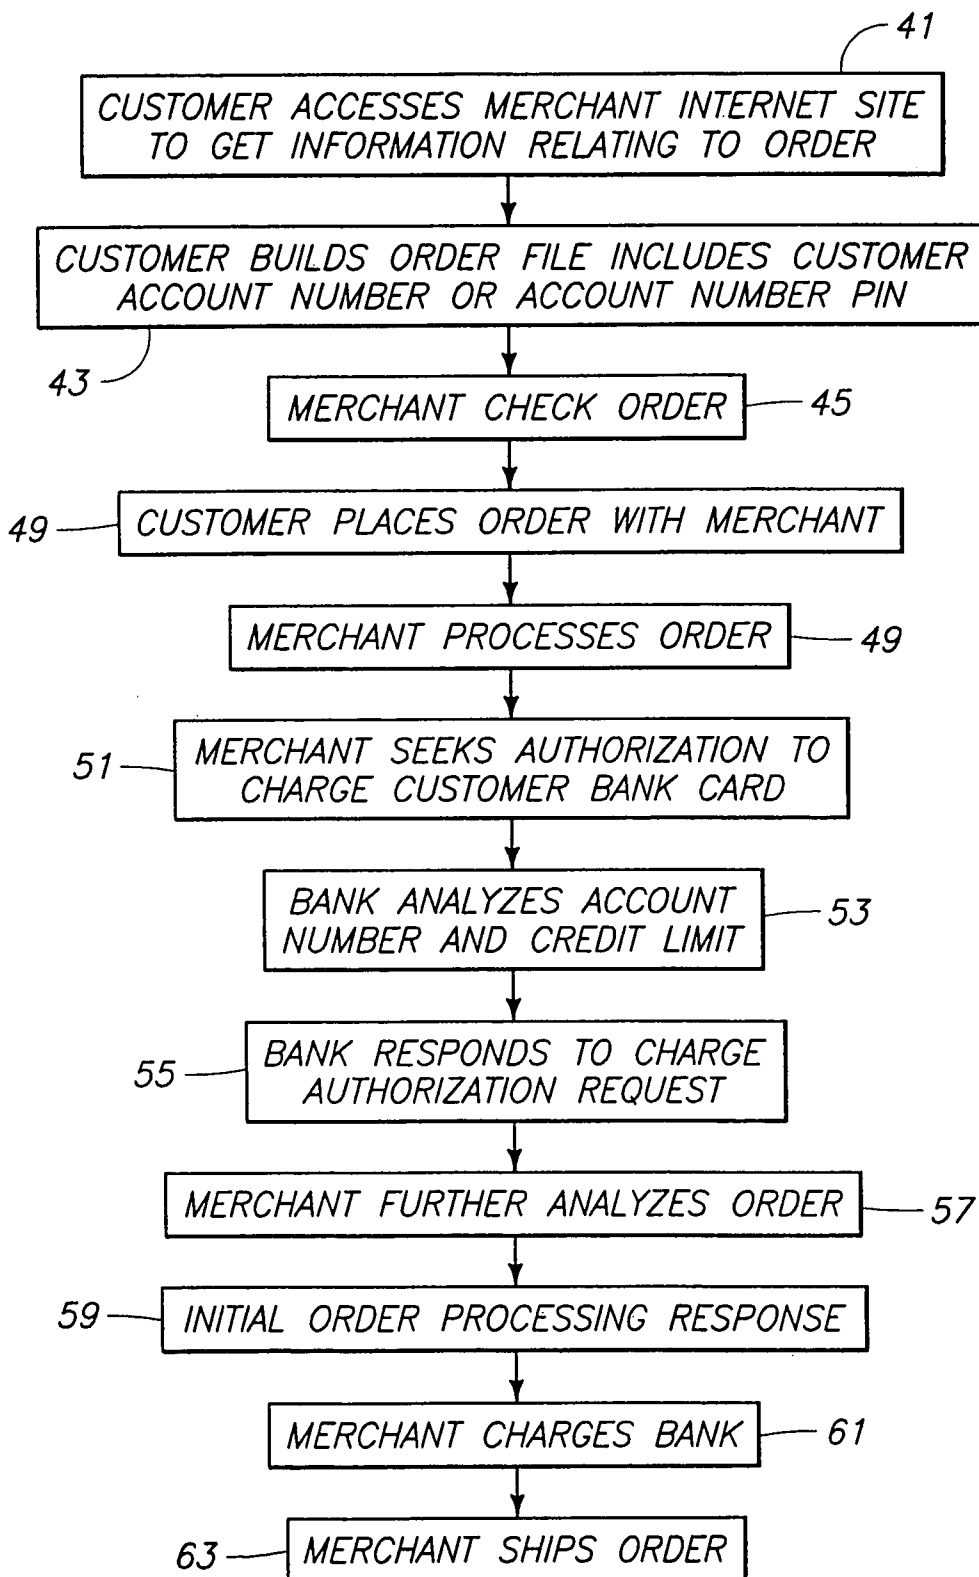 41
CUSTOMER ACCESSES MERCHANT INTERNET SITE
TO GET INFORMATION RELATING TO ORDER
CUSTOMER BUILDS ORDER FILE INCLUDES CUSTOMER
ACCOUNT NUMBER OR ACCOUNT NUMBER PIN
43
MERCHANT CHECK ORDER
45
49
CUSTOMER PLACES ORDER WITH MERCHANT
MERCHANT PROCESSES ORDER
49
51
MERCHANT SEEKS AUTHORIZATION TO
CHARGE CUSTOMER BANK CARD
BANK ANALYZES ACCOUNT
NUMBER AND CREDIT LIMIT
53
55
BANK RESPONDS TO CHARGE
AUTHORIZATION REQUEST
MERCHANT FURTHER ANALYZES ORDER
57
59
INITIAL ORDER PROCESSING RESPONSE
MERCHANT CHARGES BANK
61
63
MERCHANT SHIPS ORDER